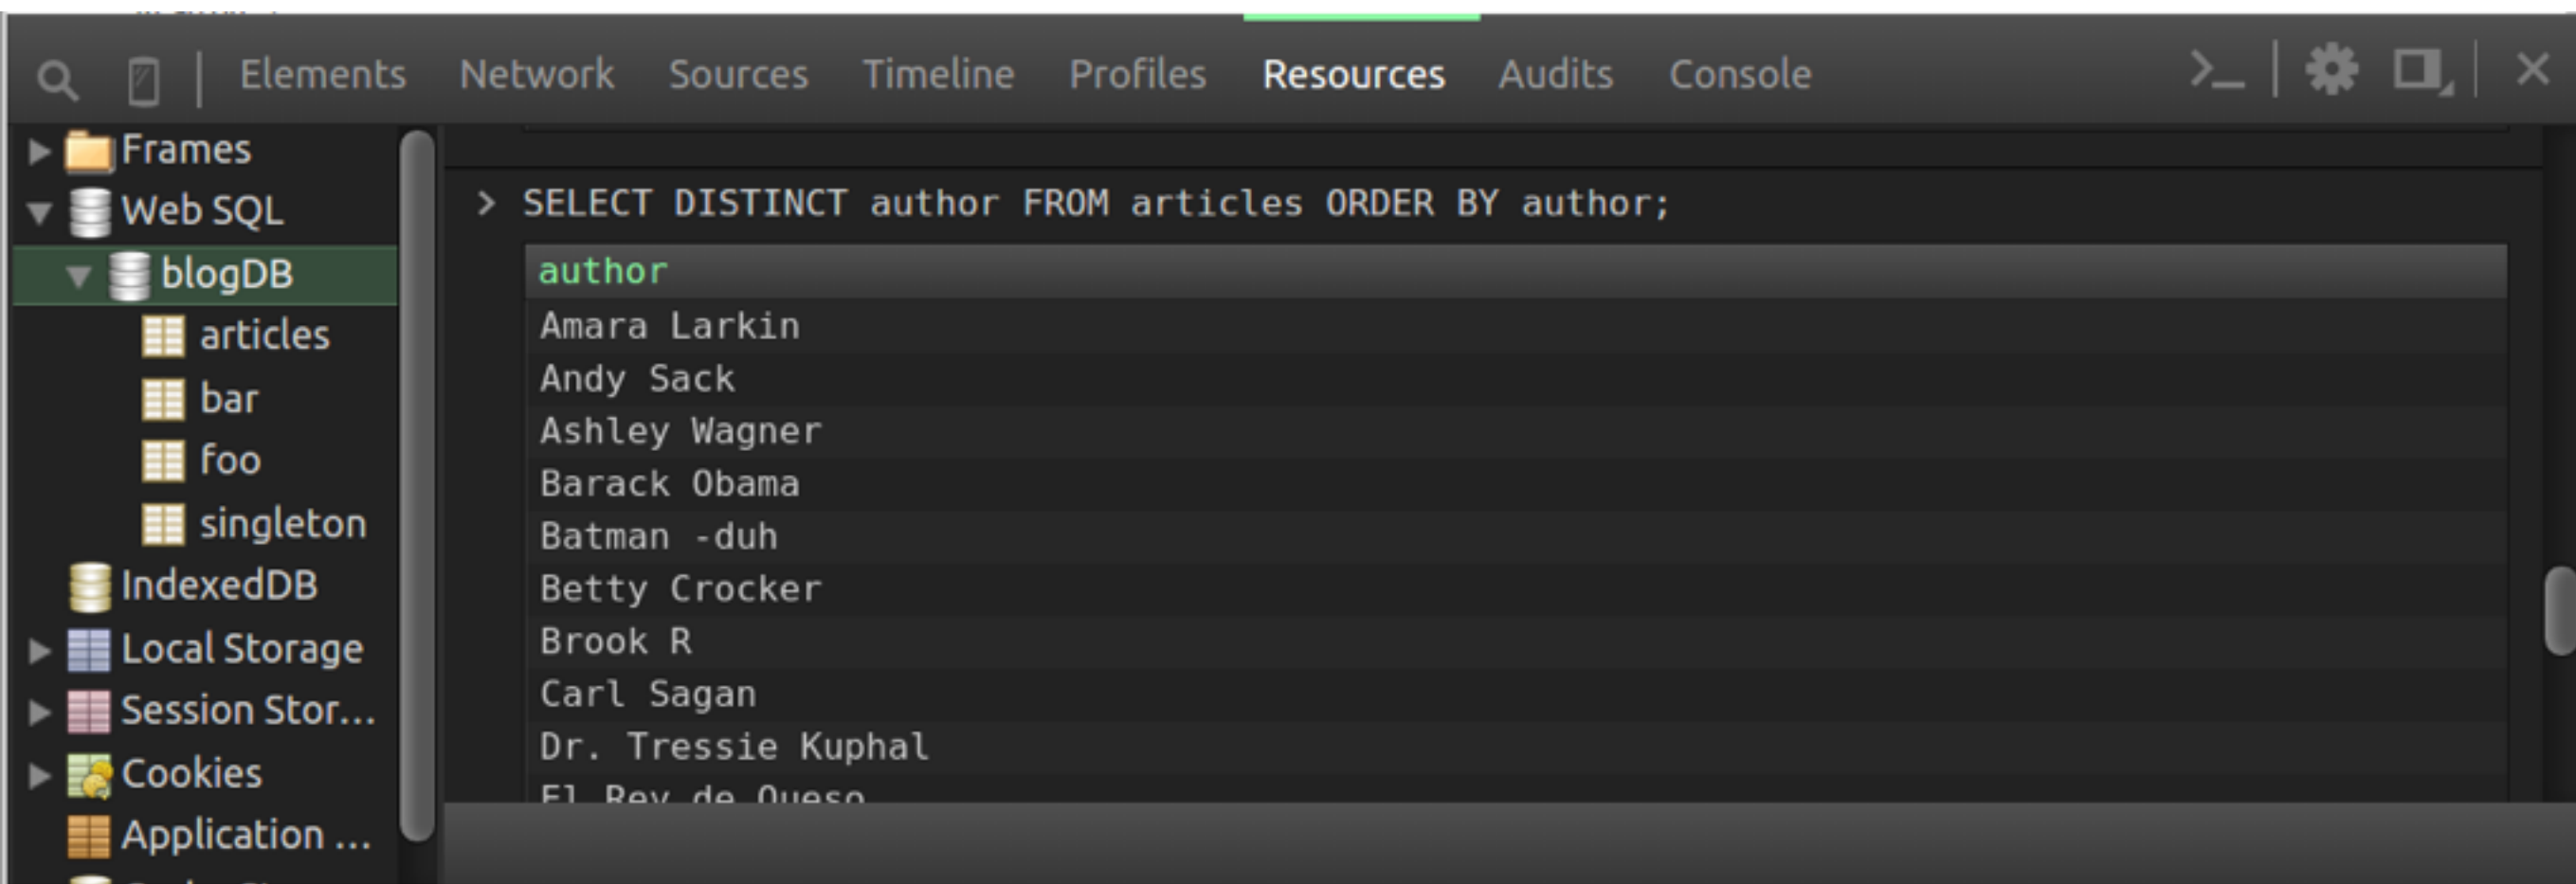 Elements Network Sources Timeline Profiles Resources Audits Console
Frames
Web SQL
blogDB
articles
bar
foo
singleton
IndexedDB
Local Storage
Session Stor...
Cookies
Application ...
> SELECT DISTINCT author FROM articles ORDER BY author;
author
Amara Larkin
Andy Sack
Ashley Wagner
Barack Obama
Batman -duh
Betty Crocker
Brook R
Carl Sagan
Dr. Tressie Kuphal
El Rey de Queso